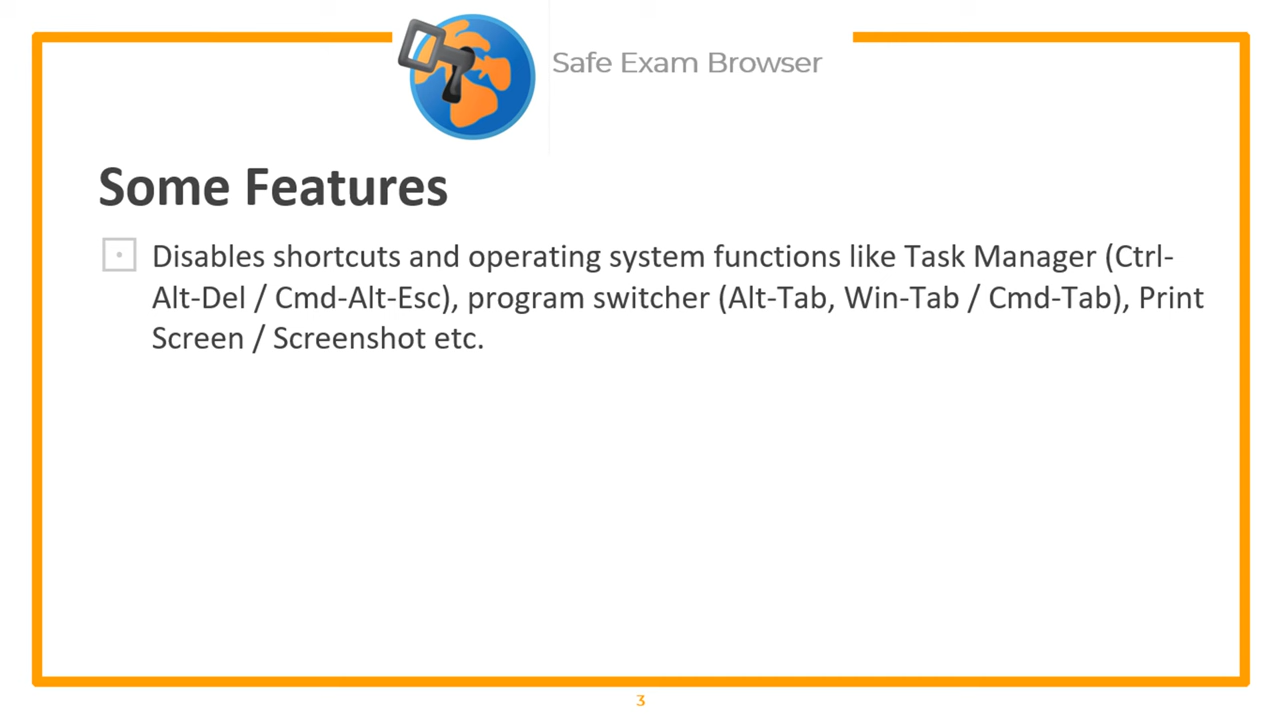 Safe Exam Browser
Some Features
Disables shortcuts and operating system functions like Task Manager (Ctrl-
Alt-Del / Cmd-Alt-Esc), program switcher (Alt-Tab, Win-Tab / Cmd-Tab), Print
Screen / Screenshot etc.
3